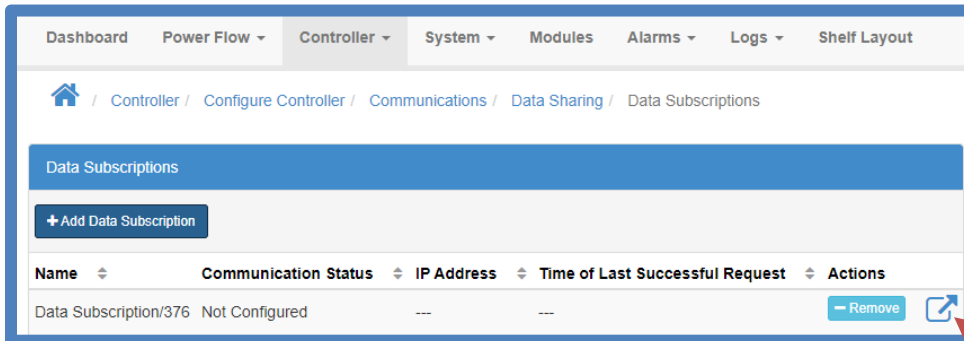 Dashboard Power Flow Controller System Modules Alarms Logs Shelf Layout
/ Controller / Configure Controller / Communications / Data Sharing / Data Subscriptions
Data Subscriptions
+ Add Data Subscription
Name Communication Status IP Address Time of Last Successful Request Actions
Data Subscription/376 Not Configured --- --- − Remove